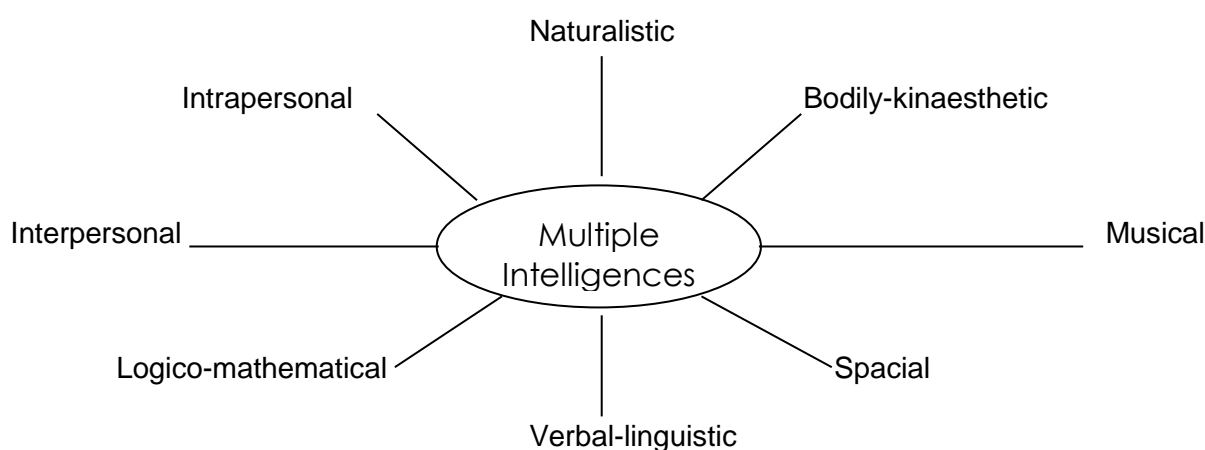 Naturalistic
Intrapersonal
Bodily-kinaesthetic
Interpersonal
Multiple
Intelligences
Musical
Logico-mathematical
Spacial
Verbal-linguistic